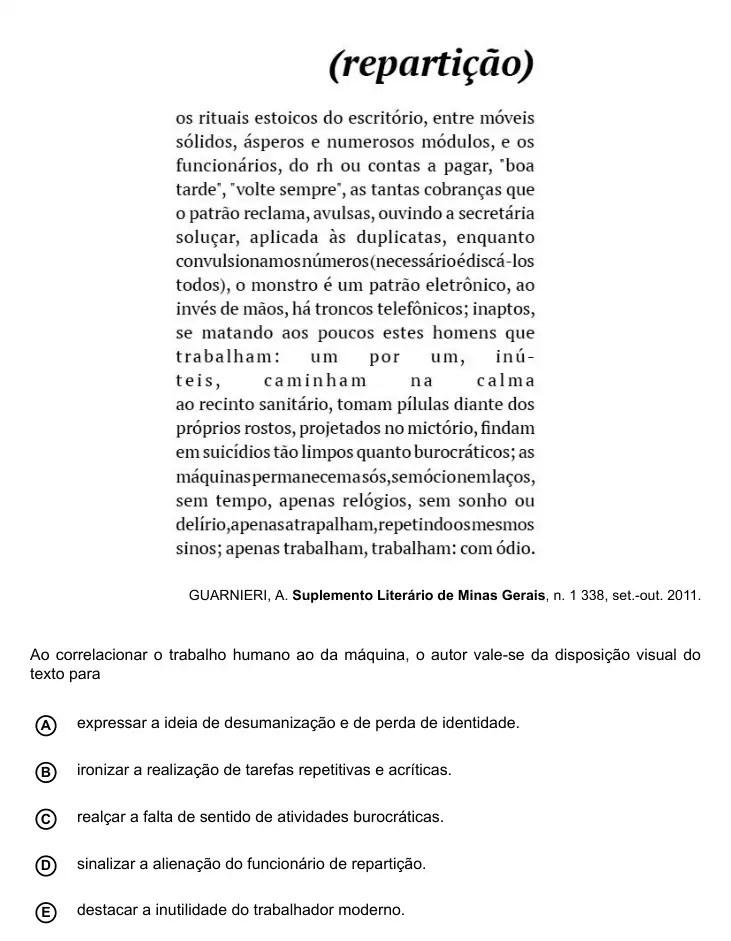 (repartição)
os rituais estoicos do escritório, entre móveis
sólidos, ásperos e numerosos módulos, e os
funcionários, do rh ou contas a pagar, "boa
tarde", "volte sempre", as tantas cobranças que
o patrão reclama, avulsas, ouvindo a secretária
soluçar, aplicada às duplicatas, enquanto
convulsionamosnúmeros(necessárioédiscá-los
todos), o monstro é um patrão eletrônico, ao
invés de mãos, há troncos telefônicos; inaptos,
se matando aos poucos estes homens que
trabalham: um por um, inú-
teis, caminham na calma
ao recinto sanitário, tomam pílulas diante dos
próprios rostos, projetados no mictório, findam
em suicídios tão limpos quanto burocráticos; as
máquinaspermanecemasós,semócionemlaços,
sem tempo, apenas relógios, sem sonho ou
delírio,apenasatrapalham,repetindoosmesmos
sinos; apenas trabalham, trabalham: com ódio.
GUARNIERI, A. Suplemento Literário de Minas Gerais, n. 1 338, set.-out. 2011.
Ao correlacionar o trabalho humano ao da máquina, o autor vale-se da disposição visual do
texto para
A expressar a ideia de desumanização e de perda de identidade.
B ironizar a realização de tarefas repetitivas e acríticas.
C realçar a falta de sentido de atividades burocráticas.
D sinalizar a alienação do funcionário de repartição.
E destacar a inutilidade do trabalhador moderno.